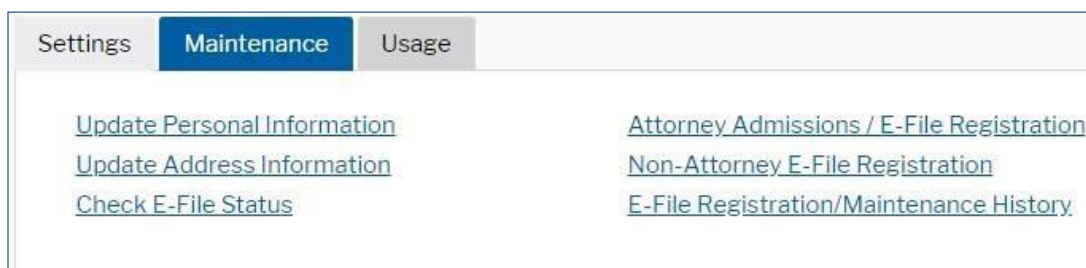 Settings Maintenance Usage
Update Personal Information
Update Address Information
Check E-File Status
Attorney Admissions / E-File Registration
Non-Attorney E-File Registration
E-File Registration/Maintenance History